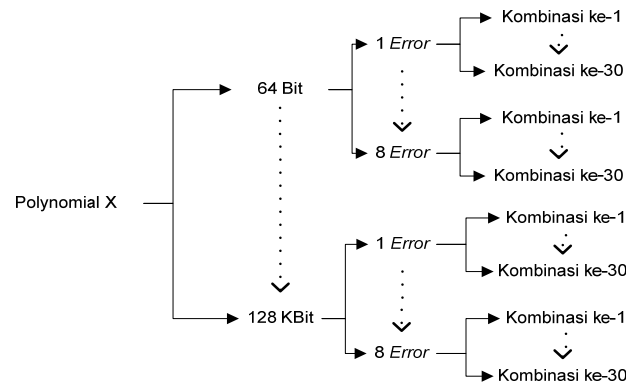 Kombinasi ke-1
1 Error
Kombinasi ke-30
64 Bit
Kombinasi ke-1
8 Error
Kombinasi ke-30
Polynomial X
Kombinasi ke-1
1 Error
Kombinasi ke-30
128 KBit
Kombinasi ke-1
8 Error
Kombinasi ke-30